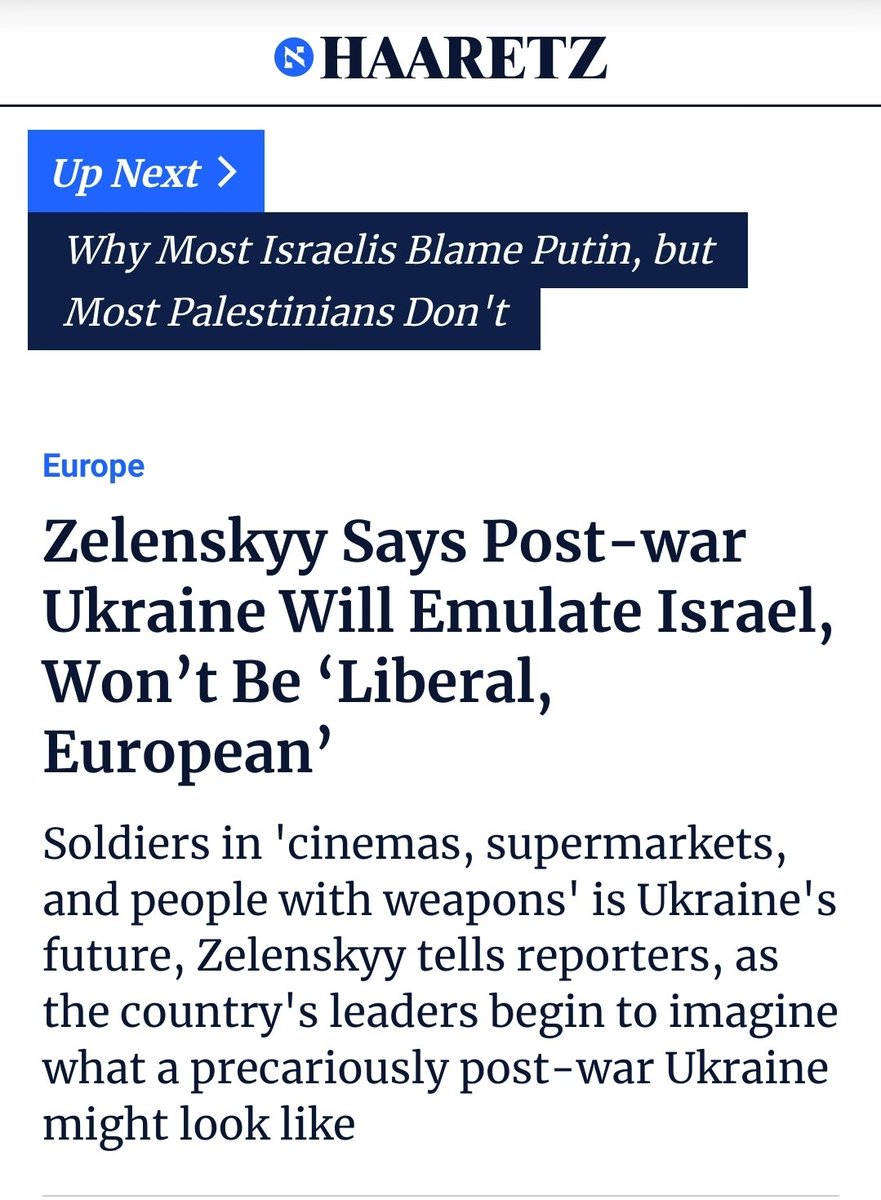 HAARETZ
Up Next >
Why Most Israelis Blame Putin, but
Most Palestinians Don't
Europe
Zelenskyy Says Post-war
Ukraine Will Emulate Israel,
Won’t Be ‘Liberal,
European’
Soldiers in 'cinemas, supermarkets,
and people with weapons' is Ukraine's
future, Zelenskyy tells reporters, as
the country's leaders begin to imagine
what a precariously post-war Ukraine
might look like